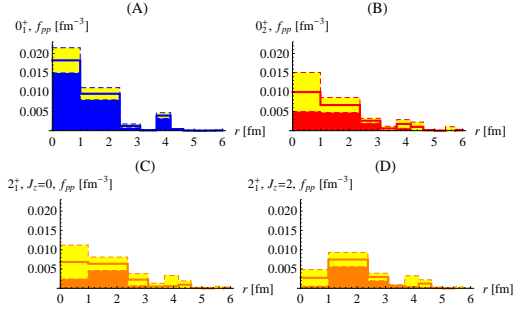 (A)
0₁⁺, f_pp [fm⁻³]
0.020
0.015
0.010
0.005
0 1 2 3 4 5 6 r [fm]
(B)
0₂⁺, f_pp [fm⁻³]
0.020
0.015
0.010
0.005
0 1 2 3 4 5 6 r [fm]
(C)
2₁⁺, J_z=0, f_pp [fm⁻³]
0.020
0.015
0.010
0.005
0 1 2 3 4 5 6 r [fm]
(D)
2₁⁺, J_z=2, f_pp [fm⁻³]
0.020
0.015
0.010
0.005
0 1 2 3 4 5 6 r [fm]